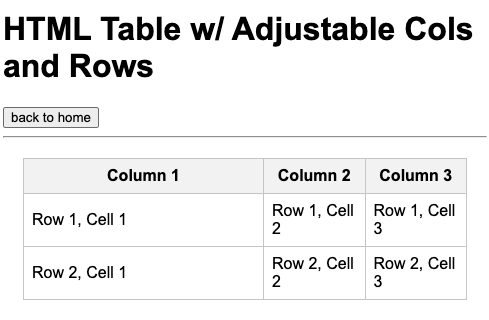 HTML Table w/ Adjustable Cols
and Rows
back to home
Column 1 Column 2 Column 3
Row 1, Cell 1 Row 1, Cell 2 Row 1, Cell 3
Row 2, Cell 1 Row 2, Cell 2 Row 2, Cell 3